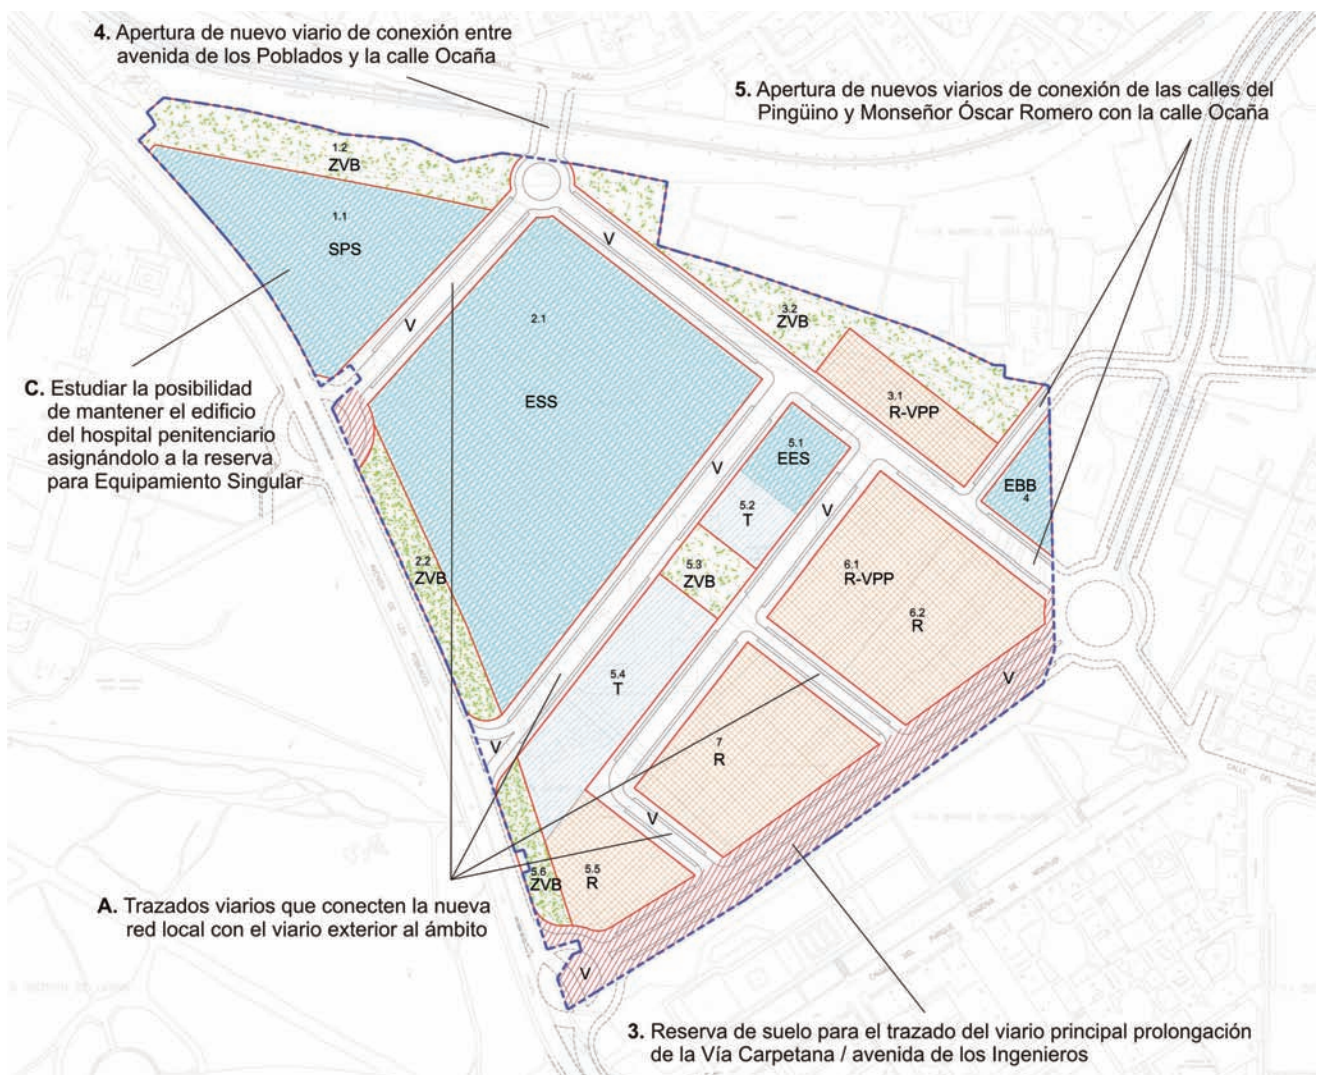 4. Apertura de nuevo viario de conexión entre
avenida de los Poblados y la calle Ocaña
5. Apertura de nuevos viarios de conexión de las calles del
Pingüino y Monseñor Óscar Romero con la calle Ocaña
1.2
ZVB
1.1
SPS
V
V
2.1
ESS
3.2
ZVB
3.1
R-VPP
C. Estudiar la posibilidad
de mantener el edificio
del hospital penitenciario
asignándolo a la reserva
para Equipamiento Singular
5.1
EES
V
EBB
4
5.2
T
V
2.2
ZVB
5.3
ZVB
6.1
R-VPP
6.2
R
5.4
T
V
7
R
V
V
5.6
ZVB
5.5
R
A. Trazados viarios que conecten la nueva
red local con el viario exterior al ámbito
V
3. Reserva de suelo para el trazado del viario principal prolongación
de la Vía Carpetana / avenida de los Ingenieros